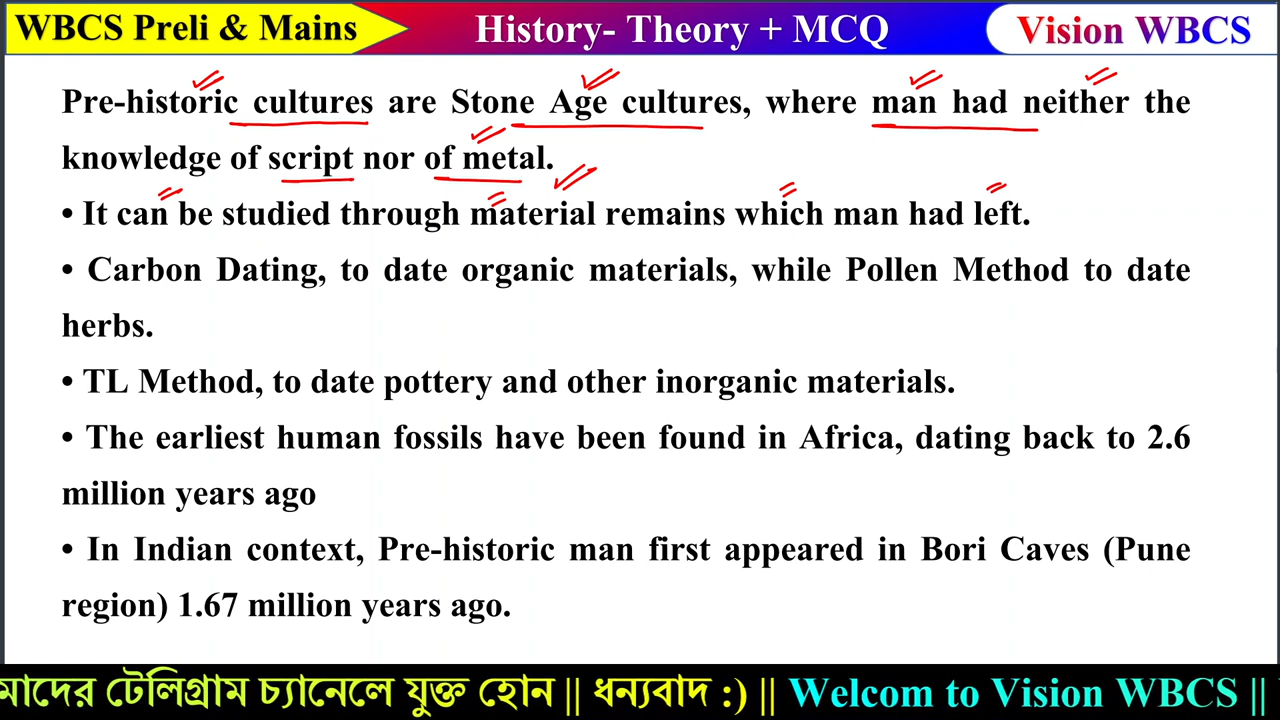 WBCS Preli & Mains
History- Theory + MCQ
Vision WBCS
Pre-historic cultures are Stone Age cultures, where man had neither the
knowledge of script nor of metal.
• It can be studied through material remains which man had left.
• Carbon Dating, to date organic materials, while Pollen Method to date
herbs.
• TL Method, to date pottery and other inorganic materials.
• The earliest human fossils have been found in Africa, dating back to 2.6
million years ago
• In Indian context, Pre-historic man first appeared in Bori Caves (Pune
region) 1.67 million years ago.
মাদের টেলিগ্রাম চ্যানেলে যুক্ত হোন || ধন্যবাদ :) || Welcom to Vision WBCS ||